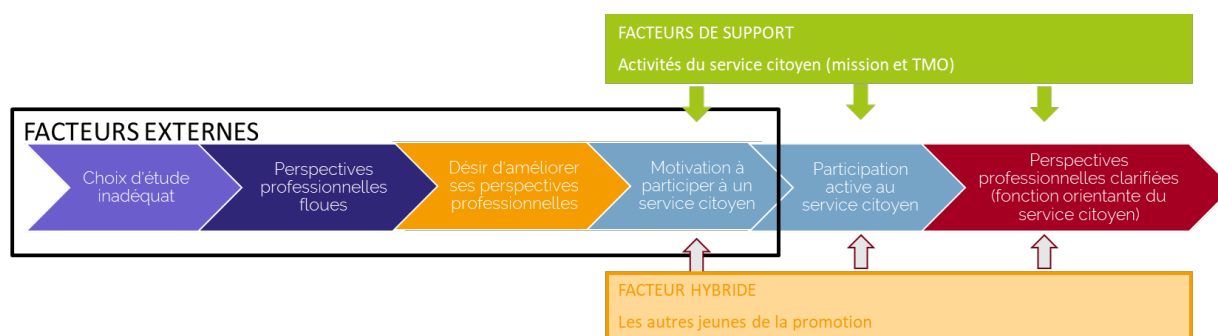 FACTEURS DE SUPPORT
Activités du service citoyen (mission et TMO)
FACTEURS EXTERNES
Choix d'étude
inadéquat
Perspectives
professionnelles
floues
Désir d'améliorer
ses perspectives
professionnelles
Motivation à
participer à un
service citoyen
Participation
active au
service citoyen
Perspectives
professionnelles clarifiées
(fonction orientante du
service citoyen)
FACTEUR HYBRIDE
Les autres jeunes de la promotion